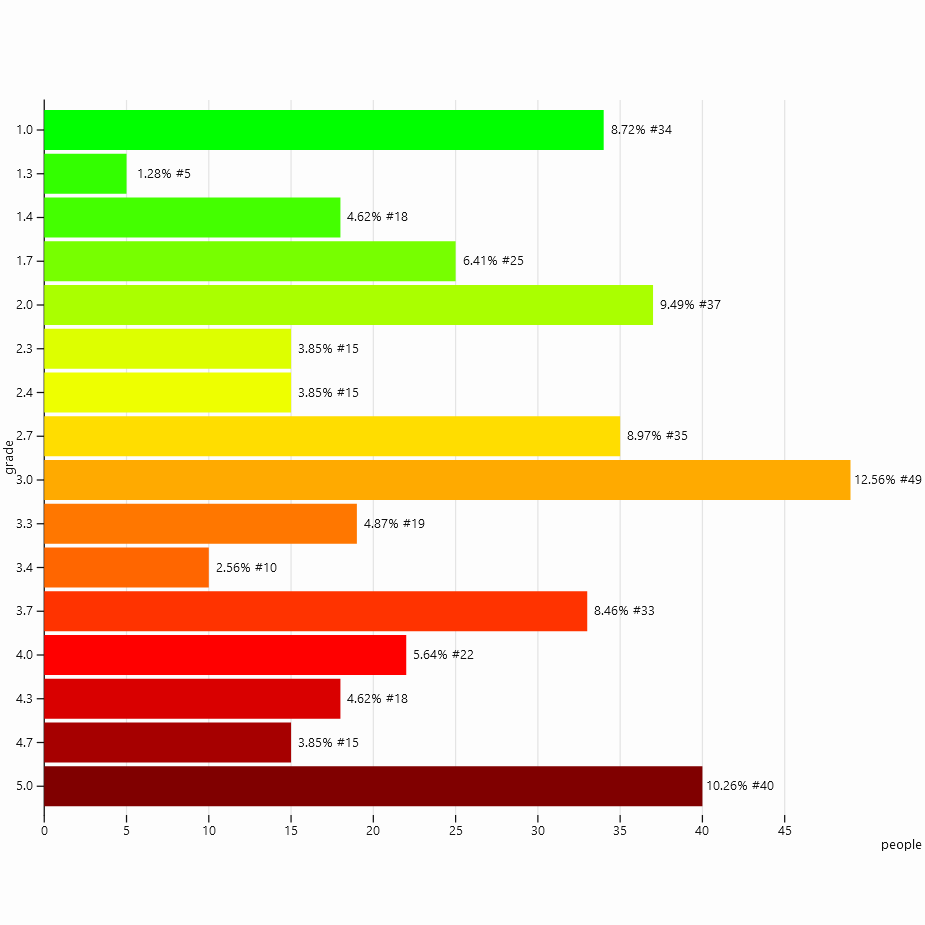 1.0 8.72% #34
1.3 1.28% #5
1.4 4.62% #18
1.7 6.41% #25
2.0 9.49% #37
2.3 3.85% #15
2.4 3.85% #15
2.7 8.97% #35
grade
3.0 12.56% #49
3.3 4.87% #19
3.4 2.56% #10
3.7 8.46% #33
4.0 5.64% #22
4.3 4.62% #18
4.7 3.85% #15
5.0 10.26% #40
0 5 10 15 20 25 30 35 40 45
people